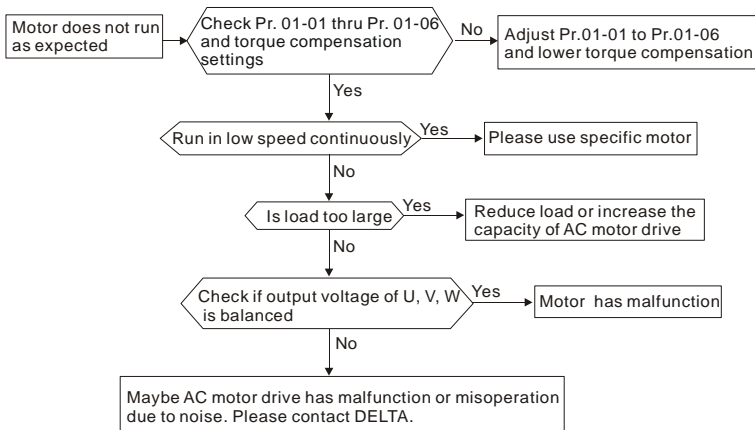 Motor does not run
as expected
Check Pr. 01-01 thru Pr. 01-06
and torque compensation
settings
No
Adjust Pr.01-01 to Pr.01-06
and lower torque compensation
Yes
Run in low speed continuously
Yes
Please use specific motor
No
Is load too large
Yes
Reduce load or increase the
capacity of AC motor drive
No
Check if output voltage of U, V, W
is balanced
Yes
Motor has malfunction
No
Maybe AC motor drive has malfunction or misoperation
due to noise. Please contact DELTA.